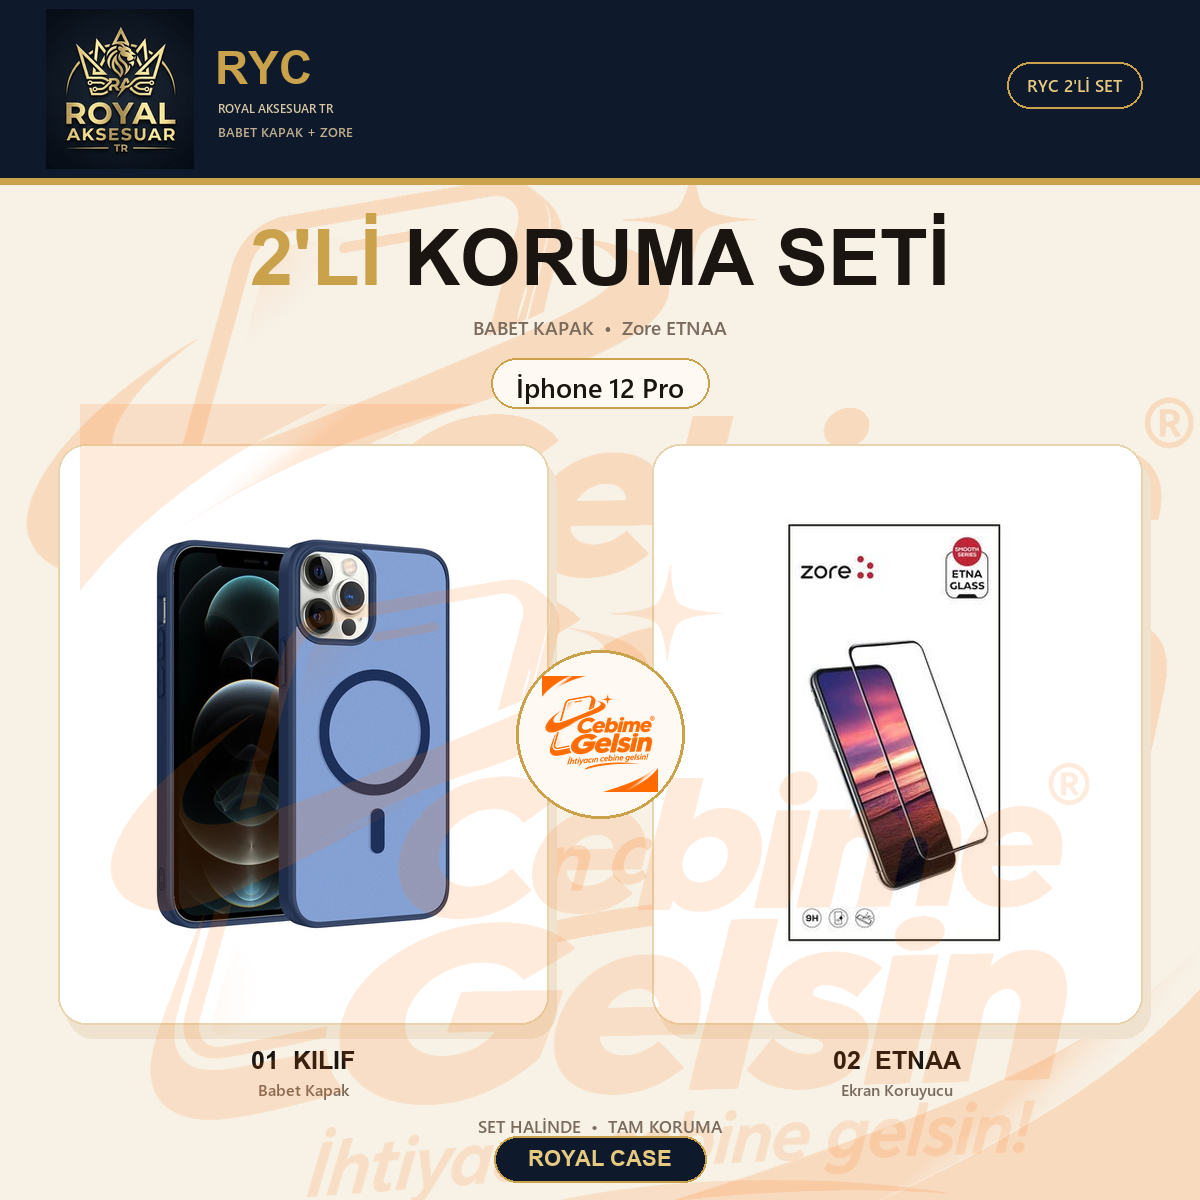 ROYAL
AKSESUAR
TR
RYC
ROYAL AKSESUAR TR
BABET KAPAK + ZORE
RYC 2'Lİ SET
2'Lİ KORUMA SETİ
BABET KAPAK • Zore ETNAA
İphone 12 Pro
zore
SMOOTH
SERIES
ETNA
GLASS
9H
Cebime®
Gelsin
İhtiyacın cebine gelsin!
Cebime®
Gelsin
01 KILIF
Babet Kapak
02 ETNAA
Ekran Koruyucu
SET HALİNDE • TAM KORUMA
ROYAL CASE